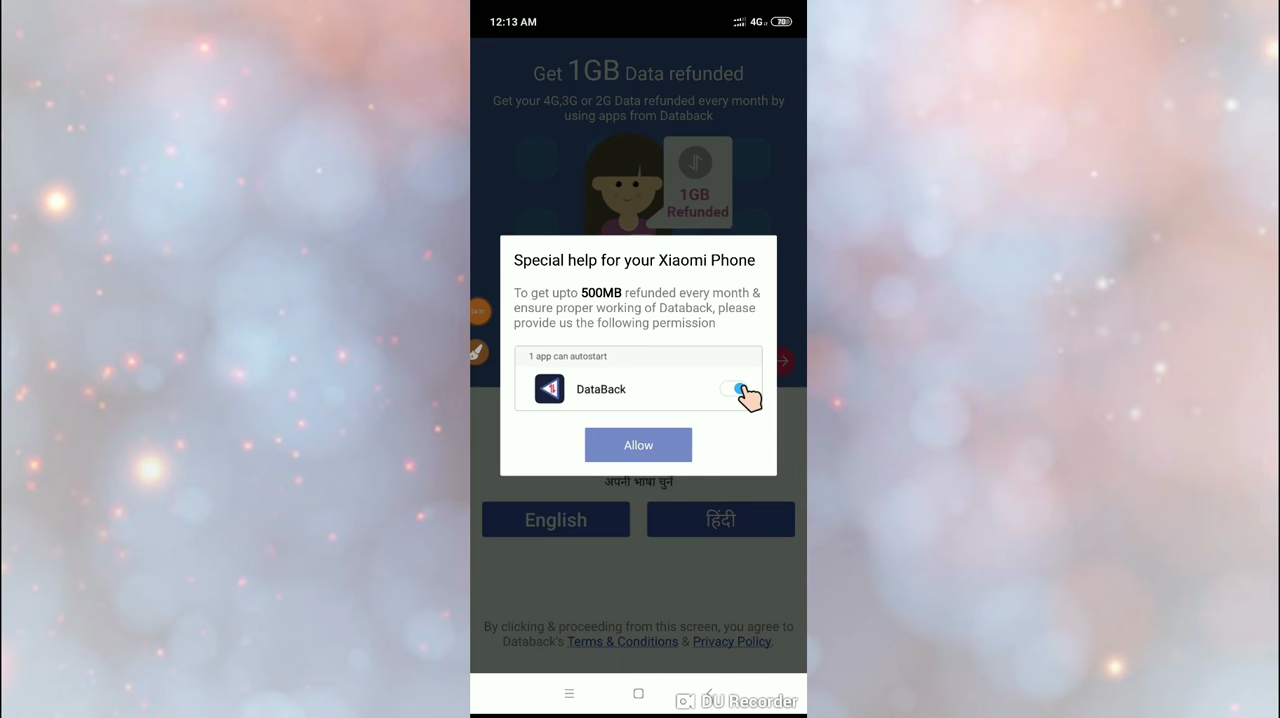 12:13 AM
4G
70
Get 1GB Data refunded
Get your 4G,3G or 2G Data refunded every month by
using apps from Databack
1GB
Refunded
Special help for your Xiaomi Phone
To get upto 500MB refunded every month &
ensure proper working of Databack, please
provide us the following permission
1 app can autostart
DataBack
Allow
अपनी भाषा चुनें
English
हिंदी
By clicking & proceeding from this screen, you agree to
Databack's Terms & Conditions & Privacy Policy.
DU Recorder